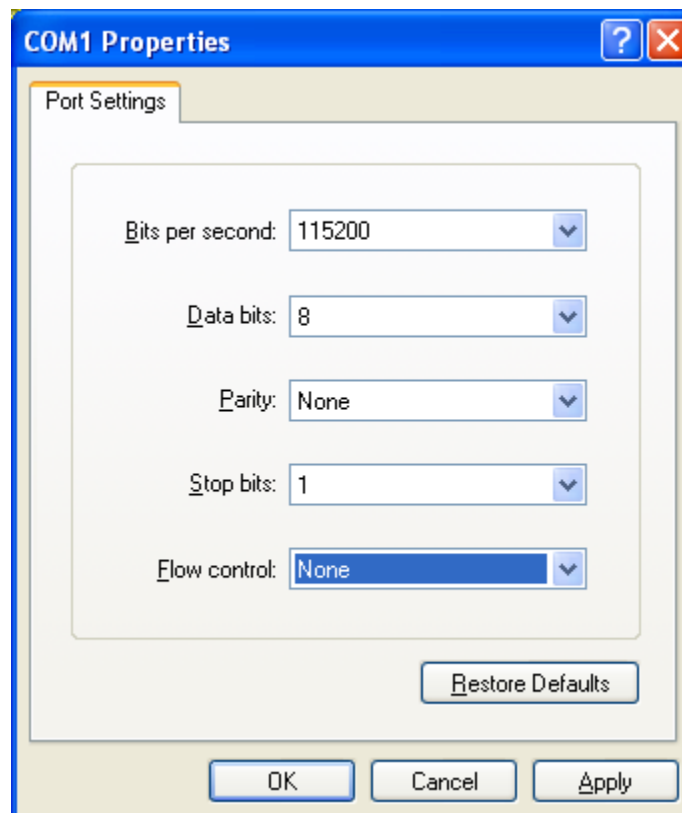 COM1 Properties
Port Settings
Bits per second: 115200
Data bits: 8
Parity: None
Stop bits: 1
Flow control: None
Restore Defaults
OK Cancel Apply